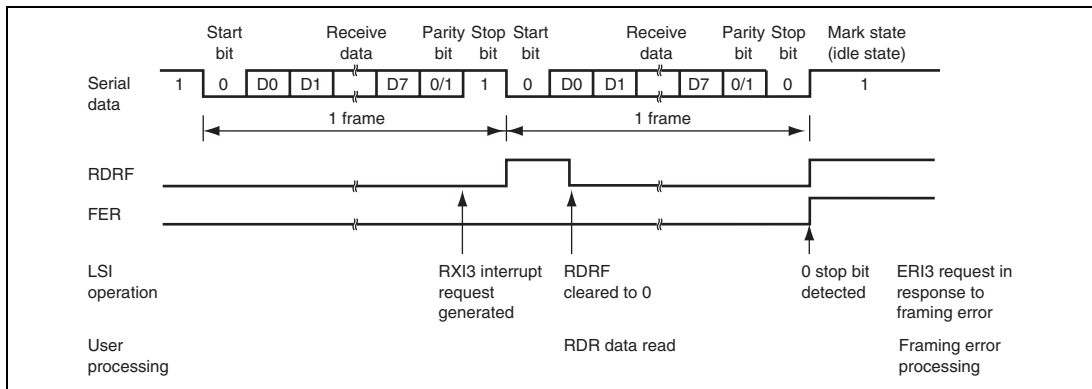 Start bit Receive data Parity bit Stop bit Start bit Receive data Parity bit Stop bit Mark state (idle state)
Serial data 1 0 D0 D1 D7 0/1 1 0 D0 D1 D7 0/1 0 1
1 frame 1 frame
RDRF
FER
LSI operation RXI3 interrupt request generated RDRF cleared to 0 0 stop bit detected ERI3 request in response to framing error
User processing RDR data read Framing error processing